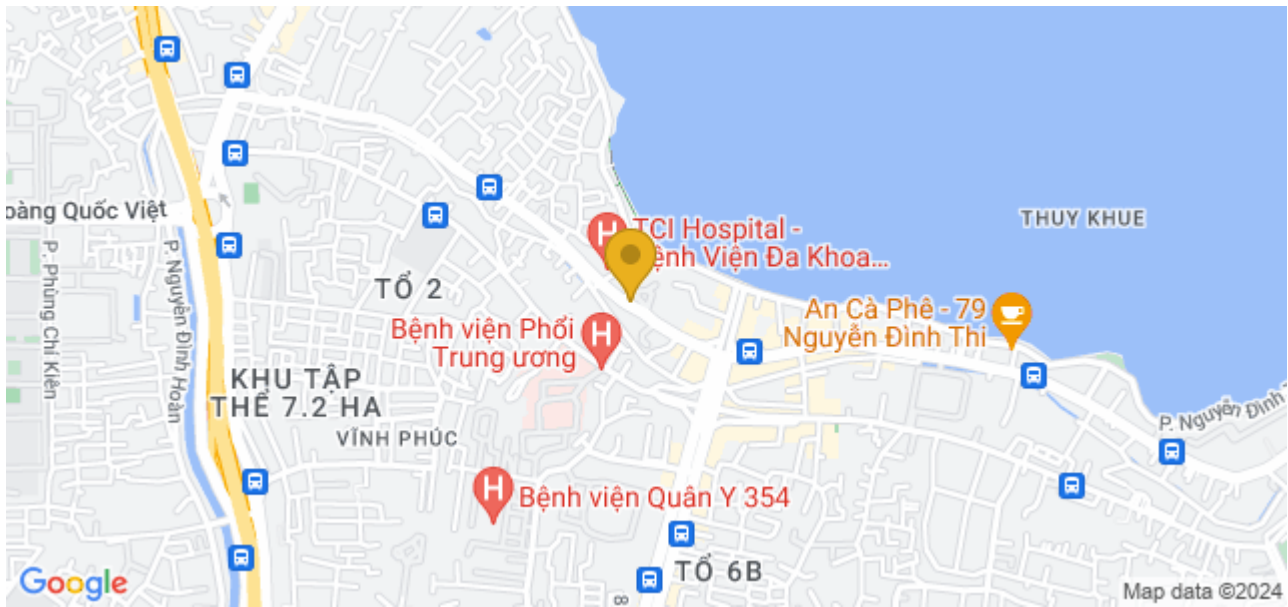 THUY KHUE
oàng Quốc Việt
TCI Hospital -
ệnh Viện Đa Khoa...
P. Phùng Chí Kiên
P. Nguyễn Đình Hoàn
TỔ 2
An Cà Phê - 79
Nguyễn Đình Thi
Bệnh viện Phổi
Trung ương
KHU TẬP
THỂ 7.2 HA
VĨNH PHÚC
P. Nguyễn Đình
Bệnh viện Quân Y 354
TỔ 6B
Google
Map data ©2024